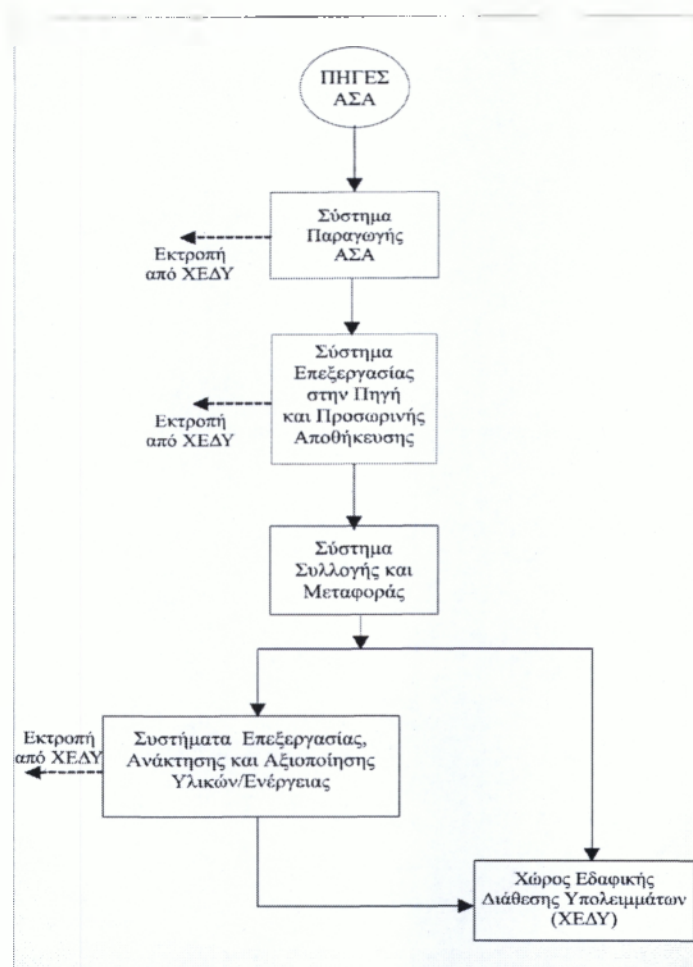 ΠΗΓΕΣ
ΑΣΑ
Σύστημα
Παραγωγής
ΑΣΑ
Εκτροπή
από ΧΕΔΥ
Σύστημα
Επεξεργασίας
στην Πηγή
και Προσωρινής
Αποθήκευσης
Εκτροπή
από ΧΕΔΥ
Σύστημα
Συλλογής και
Μεταφοράς
Εκτροπή
από ΧΕΔΥ
Συστήματα Επεξεργασίας,
Ανάκτησης και Αξιοποίησης
Υλικών/Ενέργειας
Χώρος Εδαφικής
Διάθεσης Υπολειμμάτων
(ΧΕΔΥ)